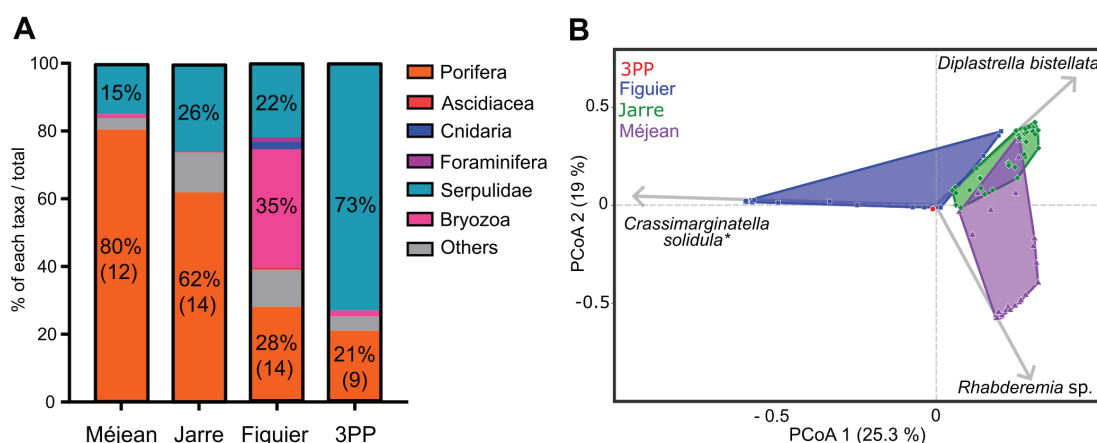 A
% of each taxa / total
100
80
60
40
20
0
15%
80%
(12)
26%
62%
(14)
22%
35%
28%
(14)
73%
21%
(9)
Méjean
Jarre
Figuier
3PP
Porifera
Ascidiacea
Cnidaria
Foraminifera
Serpulidae
Bryozoa
Others
B
3PP
Figuier
Jarre
Méjean
Diplastrella bistellata
Crassimarginatella
solidula*
Rhabderemia sp.
PCoA 2 (19 %)
0.5
0
-0.5
- 0.5
0
PCoA 1 (25.3 %)